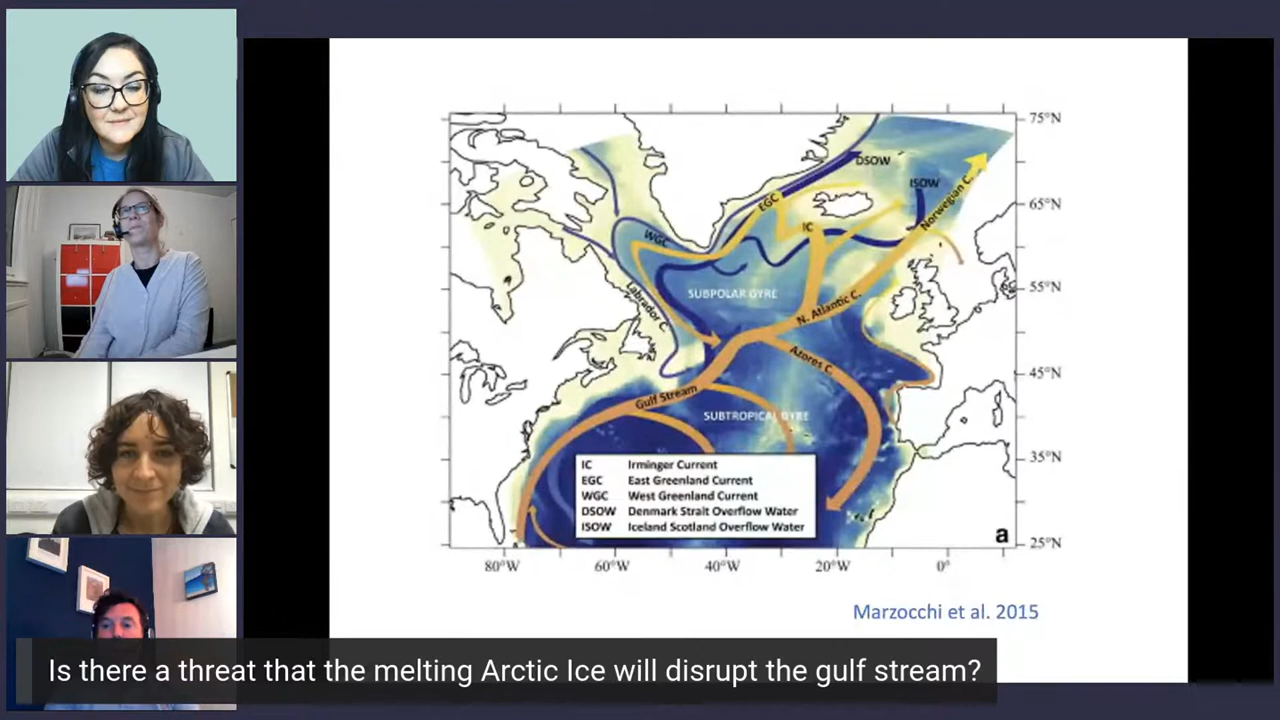 75°N
DSOW
ISOW
EGC
Norwegian C.
65°N
IC
WGC
55°N
SUBPOLAR GYRE
Labrador C.
N. Atlantic C.
Azores C.
45°N
Gulf Stream
SUBTROPICAL GYRE
35°N
IC Irminger Current
EGC East Greenland Current
WGC West Greenland Current
DSOW Denmark Strait Overflow Water
ISOW Iceland Scotland Overflow Water
a
25°N
80°W 60°W 40°W 20°W 0°
Marzocchi et al. 2015
Is there a threat that the melting Arctic Ice will disrupt the gulf stream?